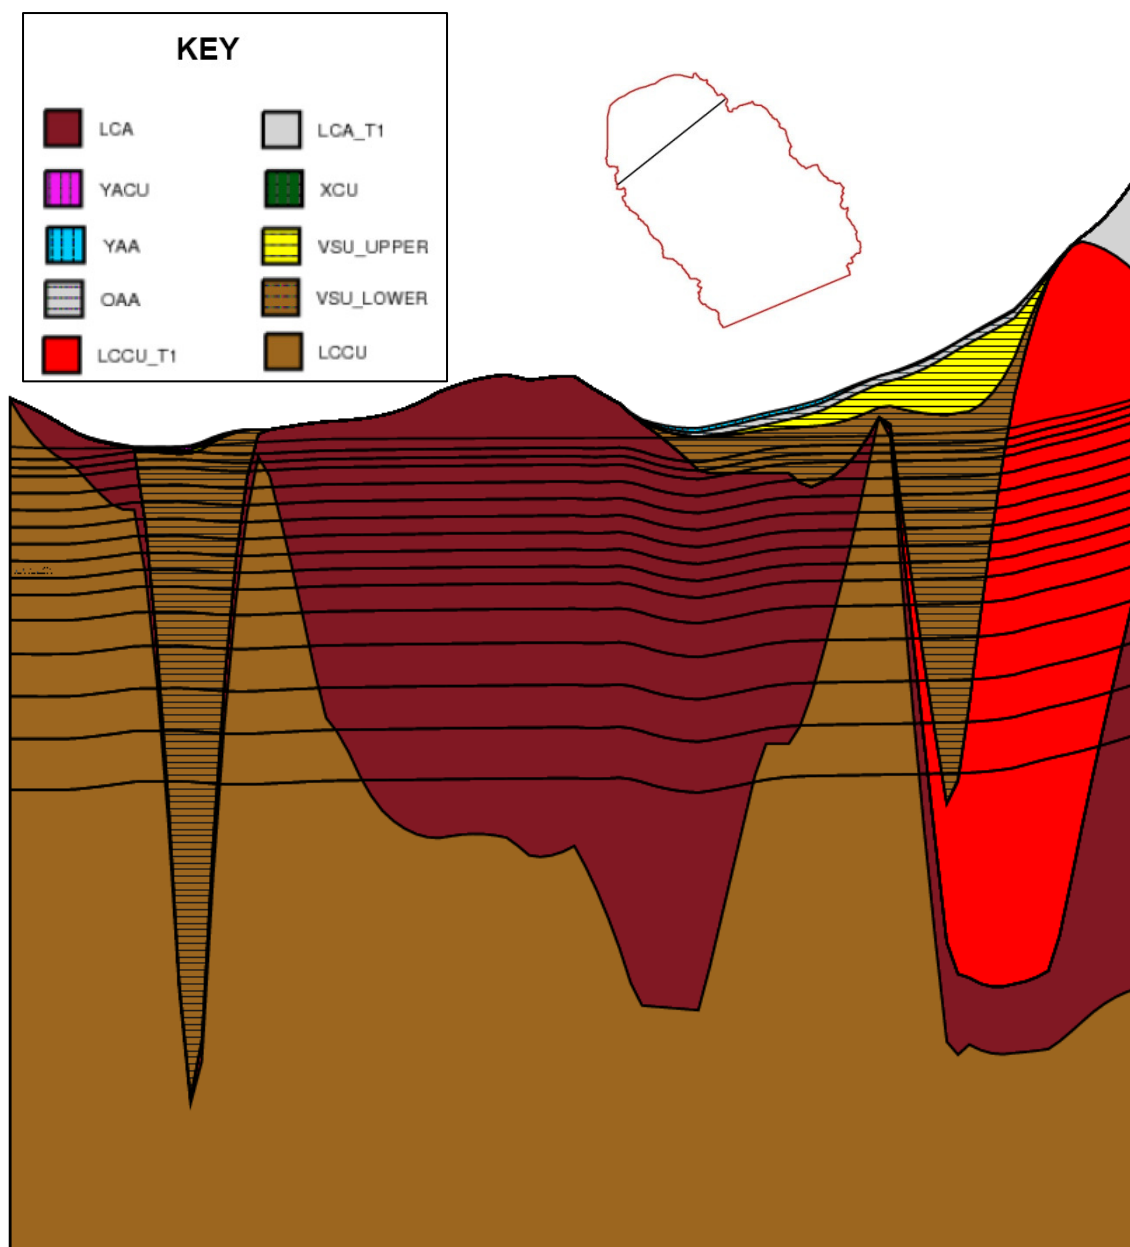 KEY
LCA LCA_T1
YACU XCU
YAA VSU_UPPER
OAA VSU_LOWER
LCCU_T1 LCCU